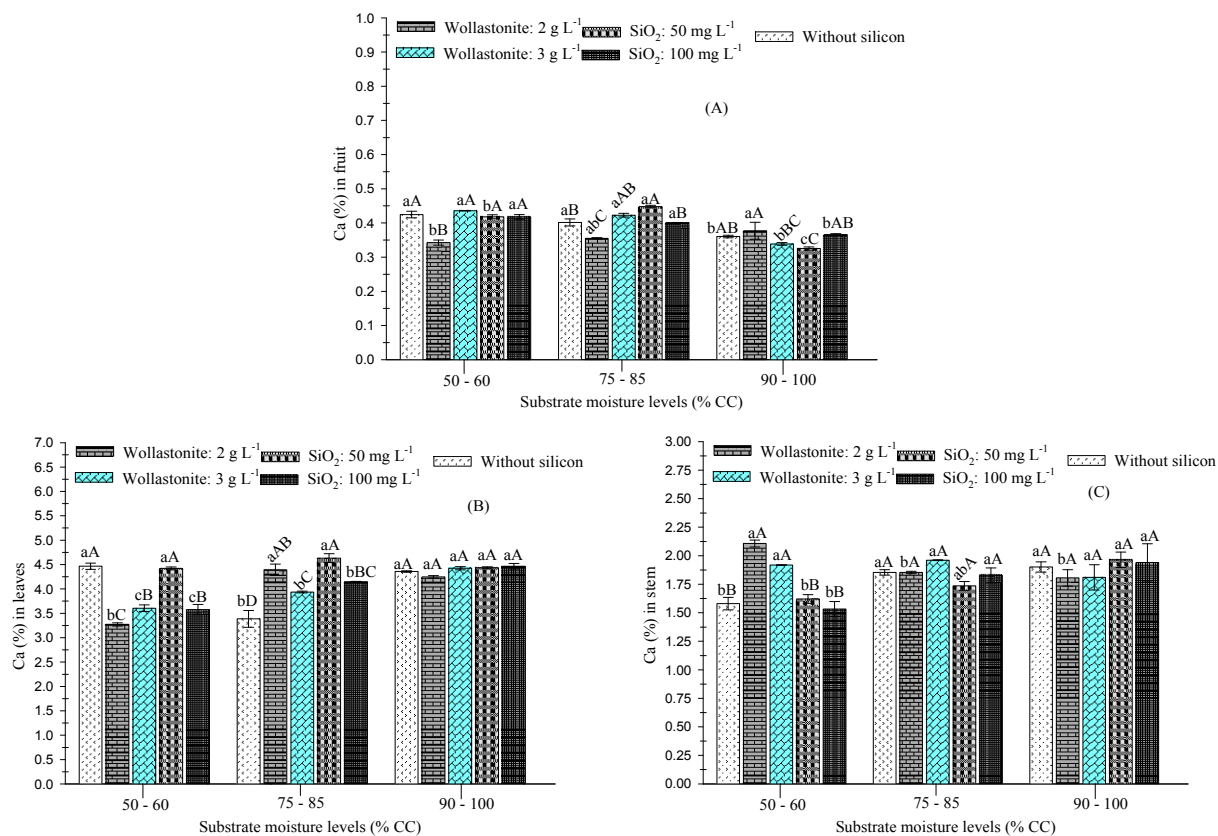 Wollastonite: 2 g L⁻¹ SiO₂: 50 mg L⁻¹ Without silicon
Wollastonite: 3 g L⁻¹ SiO₂: 100 mg L⁻¹
(A)
Ca (%) in fruit
1.0
0.9
0.8
0.7
0.6
0.5
0.4
0.3
0.2
0.1
0.0
aA bB aA bA aA
aB abC aAB aA aB
bAB aA bBC cC bAB
50 - 60 75 - 85 90 - 100
Substrate moisture levels (% CC)
Wollastonite: 2 g L⁻¹ SiO₂: 50 mg L⁻¹ Without silicon
Wollastonite: 3 g L⁻¹ SiO₂: 100 mg L⁻¹
(B)
Ca (%) in leaves
7.0
6.5
6.0
5.5
5.0
4.5
4.0
3.5
3.0
2.5
2.0
1.5
1.0
0.5
0.0
aA bC cB aA cB
bD aAB bC aA bBC
aA aA aA aA aA
50 - 60 75 - 85 90 - 100
Substrate moisture levels (% CC)
Wollastonite: 2 g L⁻¹ SiO₂: 50 mg L⁻¹ Without silicon
Wollastonite: 3 g L⁻¹ SiO₂: 100 mg L⁻¹
(C)
Ca (%) in stem
3.00
2.75
2.50
2.25
2.00
1.75
1.50
1.25
1.00
0.75
0.50
0.25
0.00
bB aA aA bB bB
aA bA aA abA aA
aA bA aA aA aA
50 - 60 75 - 85 90 - 100
Substrate moisture levels (% CC)